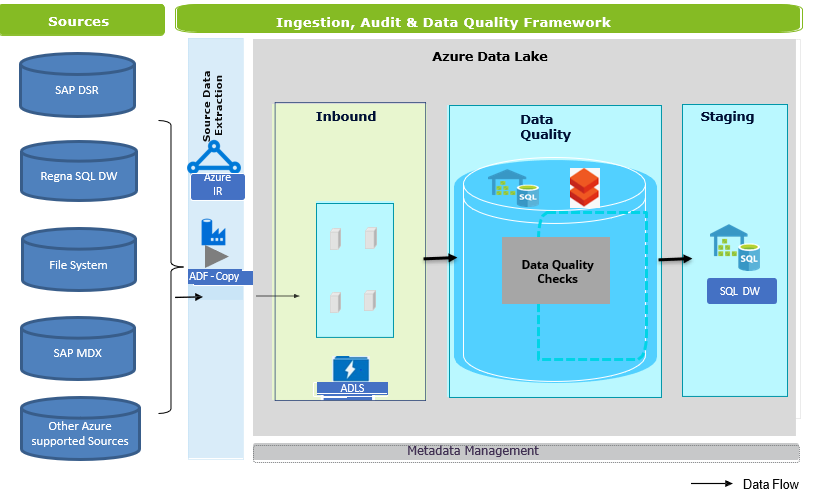 Sources
Ingestion, Audit & Data Quality Framework
SAP DSR
Regna SQL DW
File System
SAP MDX
Other Azure
supported Sources
Source Data
Extraction
Azure
IR
ADF - Copy
Azure Data Lake
Inbound
ADLS
Data
Quality
SQL
Data Quality
Checks
Staging
SQL
SQL DW
Metadata Management
Data Flow